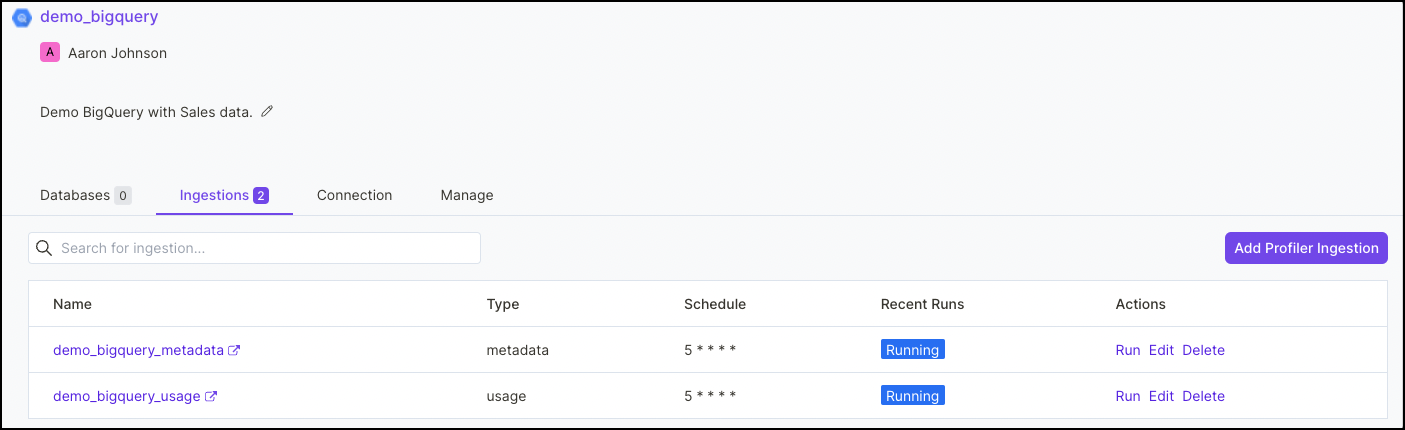 demo_bigquery
A Aaron Johnson
Demo BigQuery with Sales data.
Databases 0 Ingestions 2 Connection Manage
Search for ingestion... Add Profiler Ingestion
Name Type Schedule Recent Runs Actions
demo_bigquery_metadata metadata 5 * * * * Running Run Edit Delete
demo_bigquery_usage usage 5 * * * * Running Run Edit Delete